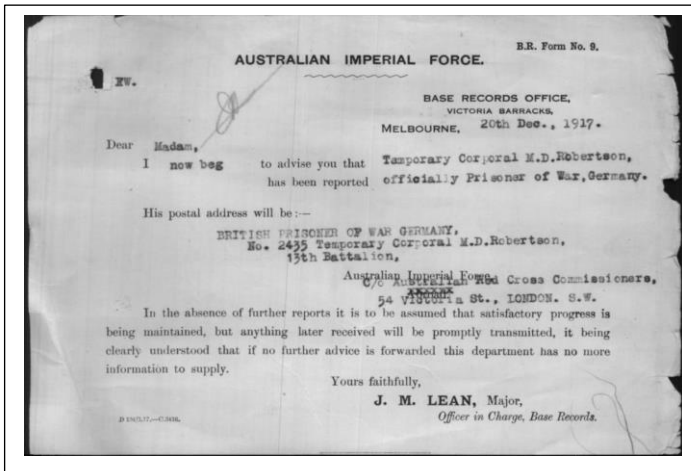 B.R. Form No. 9.
AUSTRALIAN IMPERIAL FORCE.
BASE RECORDS OFFICE,
VICTORIA BARRACKS,
MELBOURNE, 20th Dec., 1917.
Dear Madam,
I now beg to advise you that Temporary Corporal M.D.Robertson,
has been reported officially Prisoner of War,Germany.
His postal address will be:—
BRITISH PRISONER OF WAR GERMANY,
No. 2435 Temporary Corporal M.D.Robertson,
13th Battalion,
Australian Imperial Force
C/o Australian Red Cross Commissioners,
54 Victoria St., LONDON. S.W.
In the absence of further reports it is to be assumed that satisfactory progress is
being maintained, but anything later received will be promptly transmitted, it being
clearly understood that if no further advice is forwarded this department has no more
information to supply.
Yours faithfully,
J. M. LEAN, Major,
Officer in Charge, Base Records.